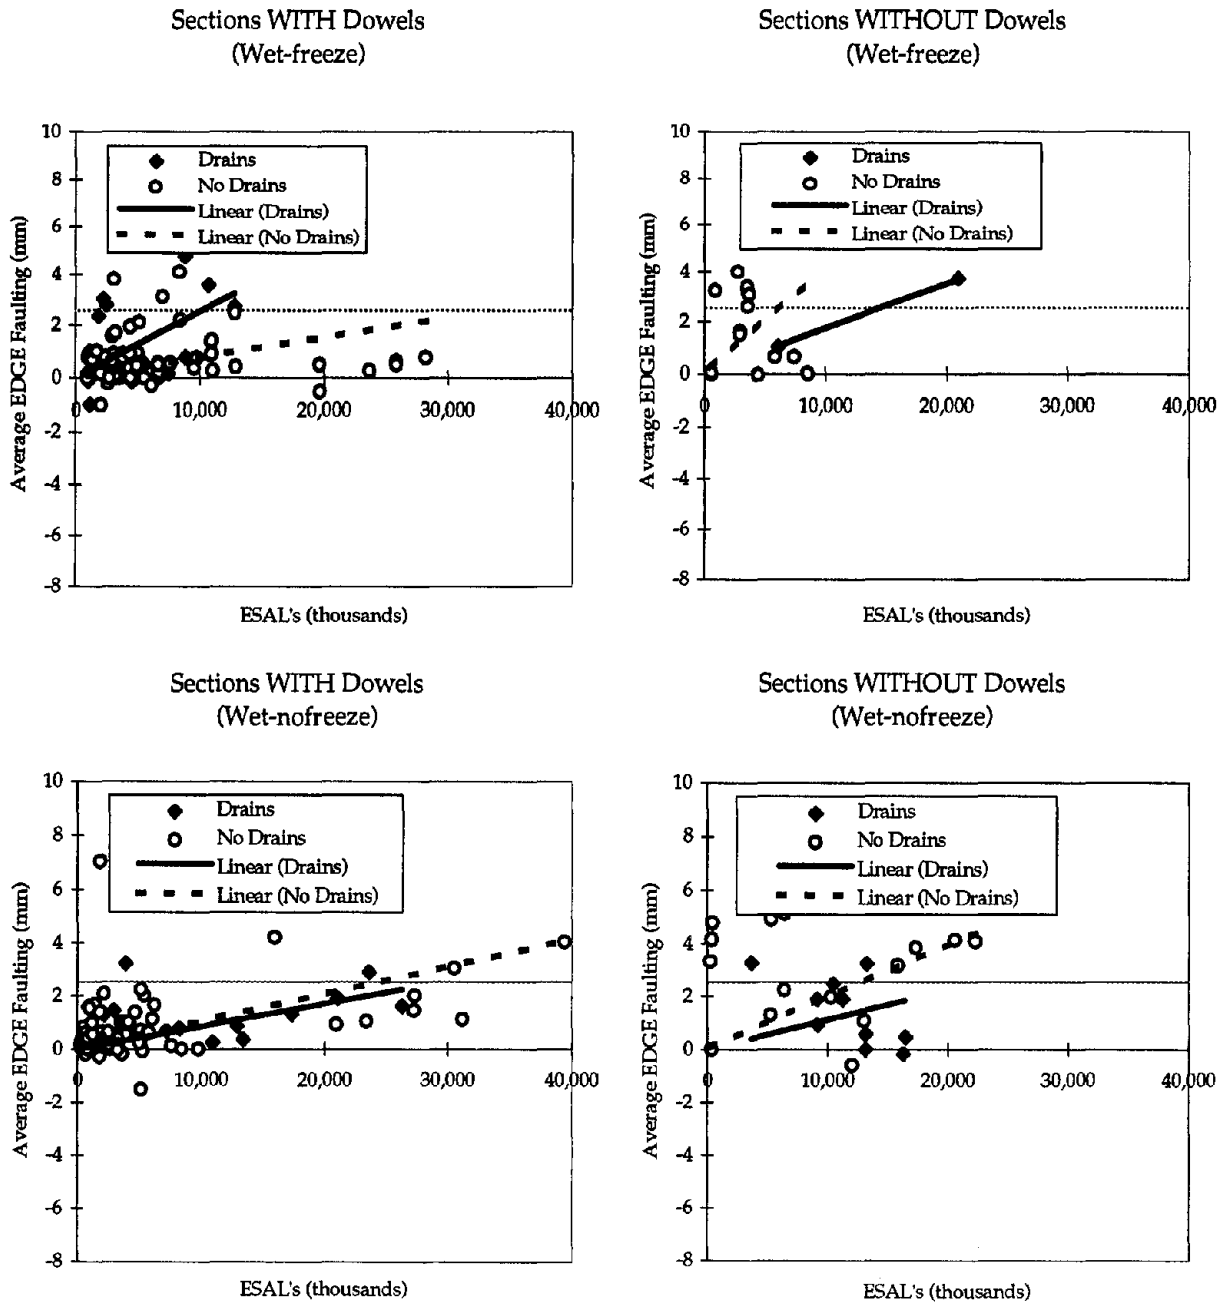 Sections WITH Dowels
(Wet-freeze)
Average EDGE Faulting (mm)
10
8
6
4
2
0
-2
-4
-6
-8
Drains
No Drains
Linear (Drains)
Linear (No Drains)
0
10,000
20,000
30,000
40,000
ESAL's (thousands)
Sections WITHOUT Dowels
(Wet-freeze)
Average EDGE Faulting (mm)
10
8
6
4
2
0
-2
-4
-6
-8
Drains
No Drains
Linear (Drains)
Linear (No Drains)
0
10,000
20,000
30,000
40,000
ESAL's (thousands)
Sections WITH Dowels
(Wet-nofreeze)
Average EDGE Faulting (mm)
10
8
6
4
2
0
-2
-4
-6
-8
Drains
No Drains
Linear (Drains)
Linear (No Drains)
0
10,000
20,000
30,000
40,000
ESAL's (thousands)
Sections WITHOUT Dowels
(Wet-nofreeze)
Average EDGE Faulting (mm)
10
8
6
4
2
0
-2
-4
-6
-8
Drains
No Drains
Linear (Drains)
Linear (No Drains)
0
10,000
20,000
30,000
40,000
ESAL's (thousands)